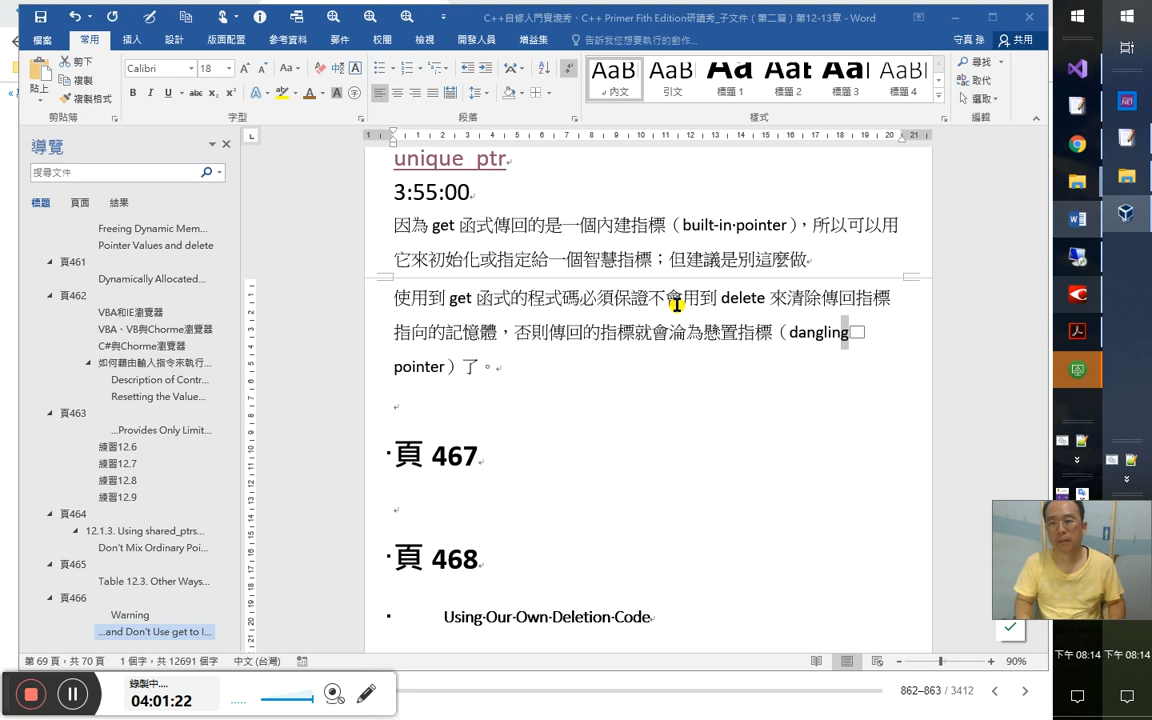 C++自修入門實境秀、C++ Primer Fith Edition研讀秀_子文件（第二篇）第12-13章 - Word
檔案 常用 插入 設計 版面配置 參考資料 郵件 校閱 檢視 開發人員 增益集 告訴我您想要執行的動作... 守真 孫 共用
貼上
剪下
複製
複製格式
剪貼簿
Calibri 18
字型
段落
AaB 內文
AaB 引文
Aa 標題 1
Aat 標題 2
Aal 標題 3
AaBl 標題 4
樣式
尋找
取代
選取
編輯
導覽
搜尋文件
標題 頁面 結果
Freeing Dynamic Mem...
Pointer Values and delete
頁461
Dynamically Allocated...
頁462
VBA和IE瀏覽器
VBA、VB與Chrome瀏覽器
C#與Chrome瀏覽器
如何藉由輸入指令來執行...
Description of Contr...
Resetting the Value...
頁463
...Provides Only Limit...
練習12.6
練習12.7
練習12.8
練習12.9
頁464
12.1.3. Using shared_ptrs...
Don't Mix Ordinary Poi...
頁465
Table 12.3. Other Ways...
頁466
Warning
...and Don't Use get to I...
unique_ptr
3:55:00
因為 get 函式傳回的是一個內建指標（built-in·pointer），所以可以用
它來初始化或指定給一個智慧指標；但建議是別這麼做
使用到 get 函式的程式碼必須保證不會用到 delete 來清除傳回指標
指向的記憶體，否則傳回的指標就會淪為懸置指標（dangling
pointer）了。
頁 467
頁 468
Using·Our·Own·Deletion·Code
第 69 頁，共 70 頁 1 個字，共 12691 個字 中文 (台灣) 90%
錄製中....
04:01:22
862–863 / 3412
下午 08:14 下午 08:14